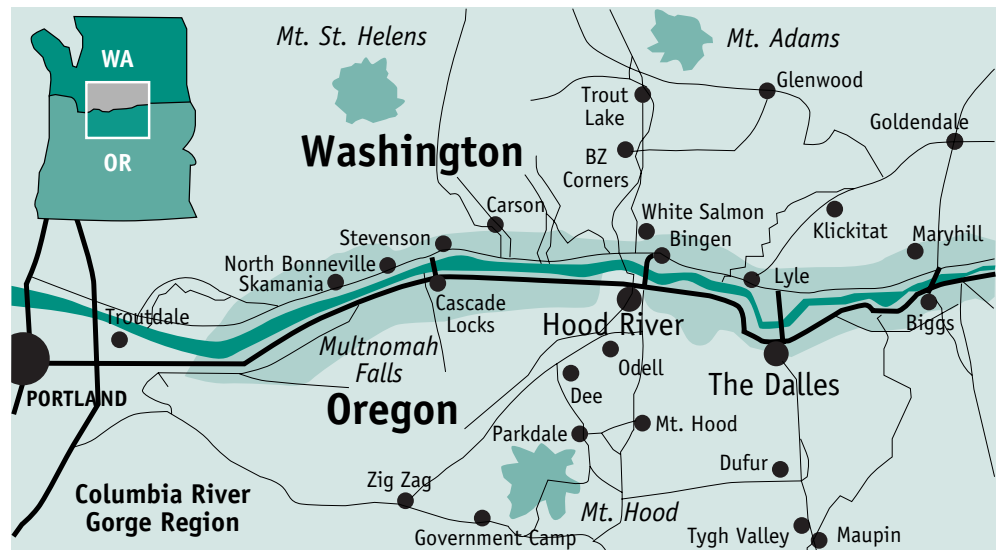 WA
OR
Mt. St. Helens
Mt. Adams
Glenwood
Trout
Lake
Goldendale
Washington
BZ
Corners
Carson
White Salmon
Klickitat
Stevenson
Bingen
Maryhill
North Bonneville
Skamania
Lyle
Cascade
Locks
Troutdale
Hood River
Biggs
Multnomah
Falls
Odell
The Dalles
PORTLAND
Oregon
Dee
Parkdale
Mt. Hood
Dufur
Zig Zag
Columbia River
Gorge Region
Mt. Hood
Government Camp
Tygh Valley
Maupin